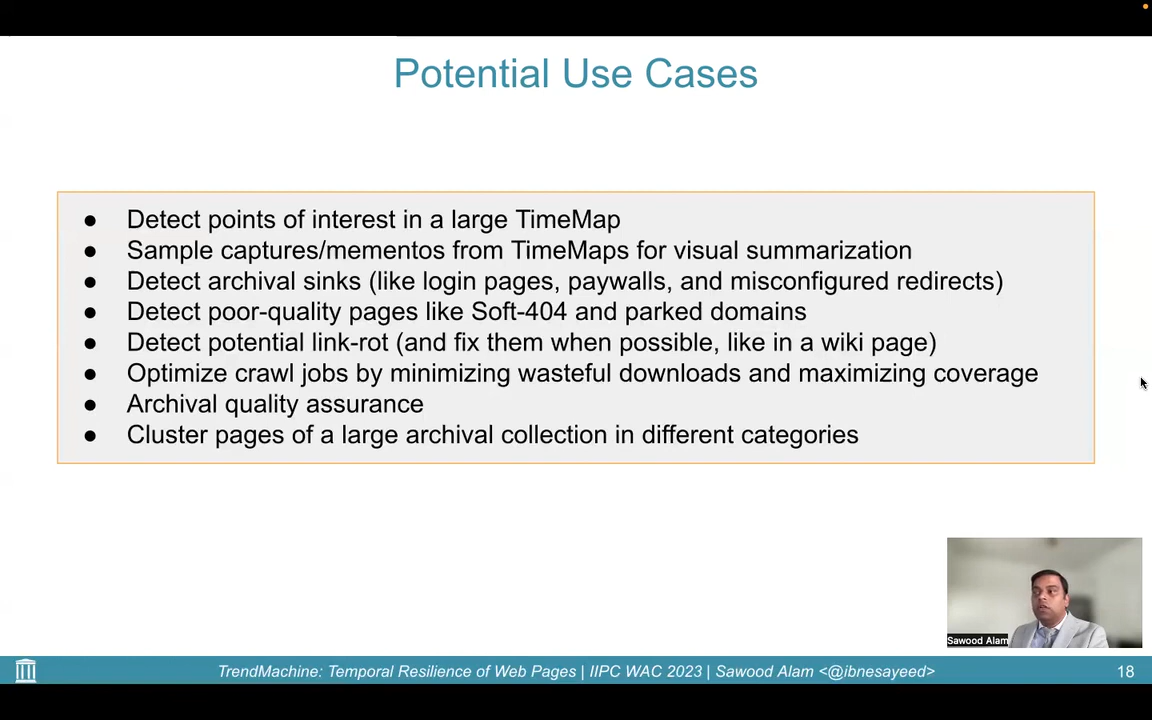 Potential Use Cases
● Detect points of interest in a large TimeMap
● Sample captures/mementos from TimeMaps for visual summarization
● Detect archival sinks (like login pages, paywalls, and misconfigured redirects)
● Detect poor-quality pages like Soft-404 and parked domains
● Detect potential link-rot (and fix them when possible, like in a wiki page)
● Optimize crawl jobs by minimizing wasteful downloads and maximizing coverage
● Archival quality assurance
● Cluster pages of a large archival collection in different categories
Sawood Alam
TrendMachine: Temporal Resilience of Web Pages | IIPC WAC 2023 | Sawood Alam <@ibnesayeed>
18